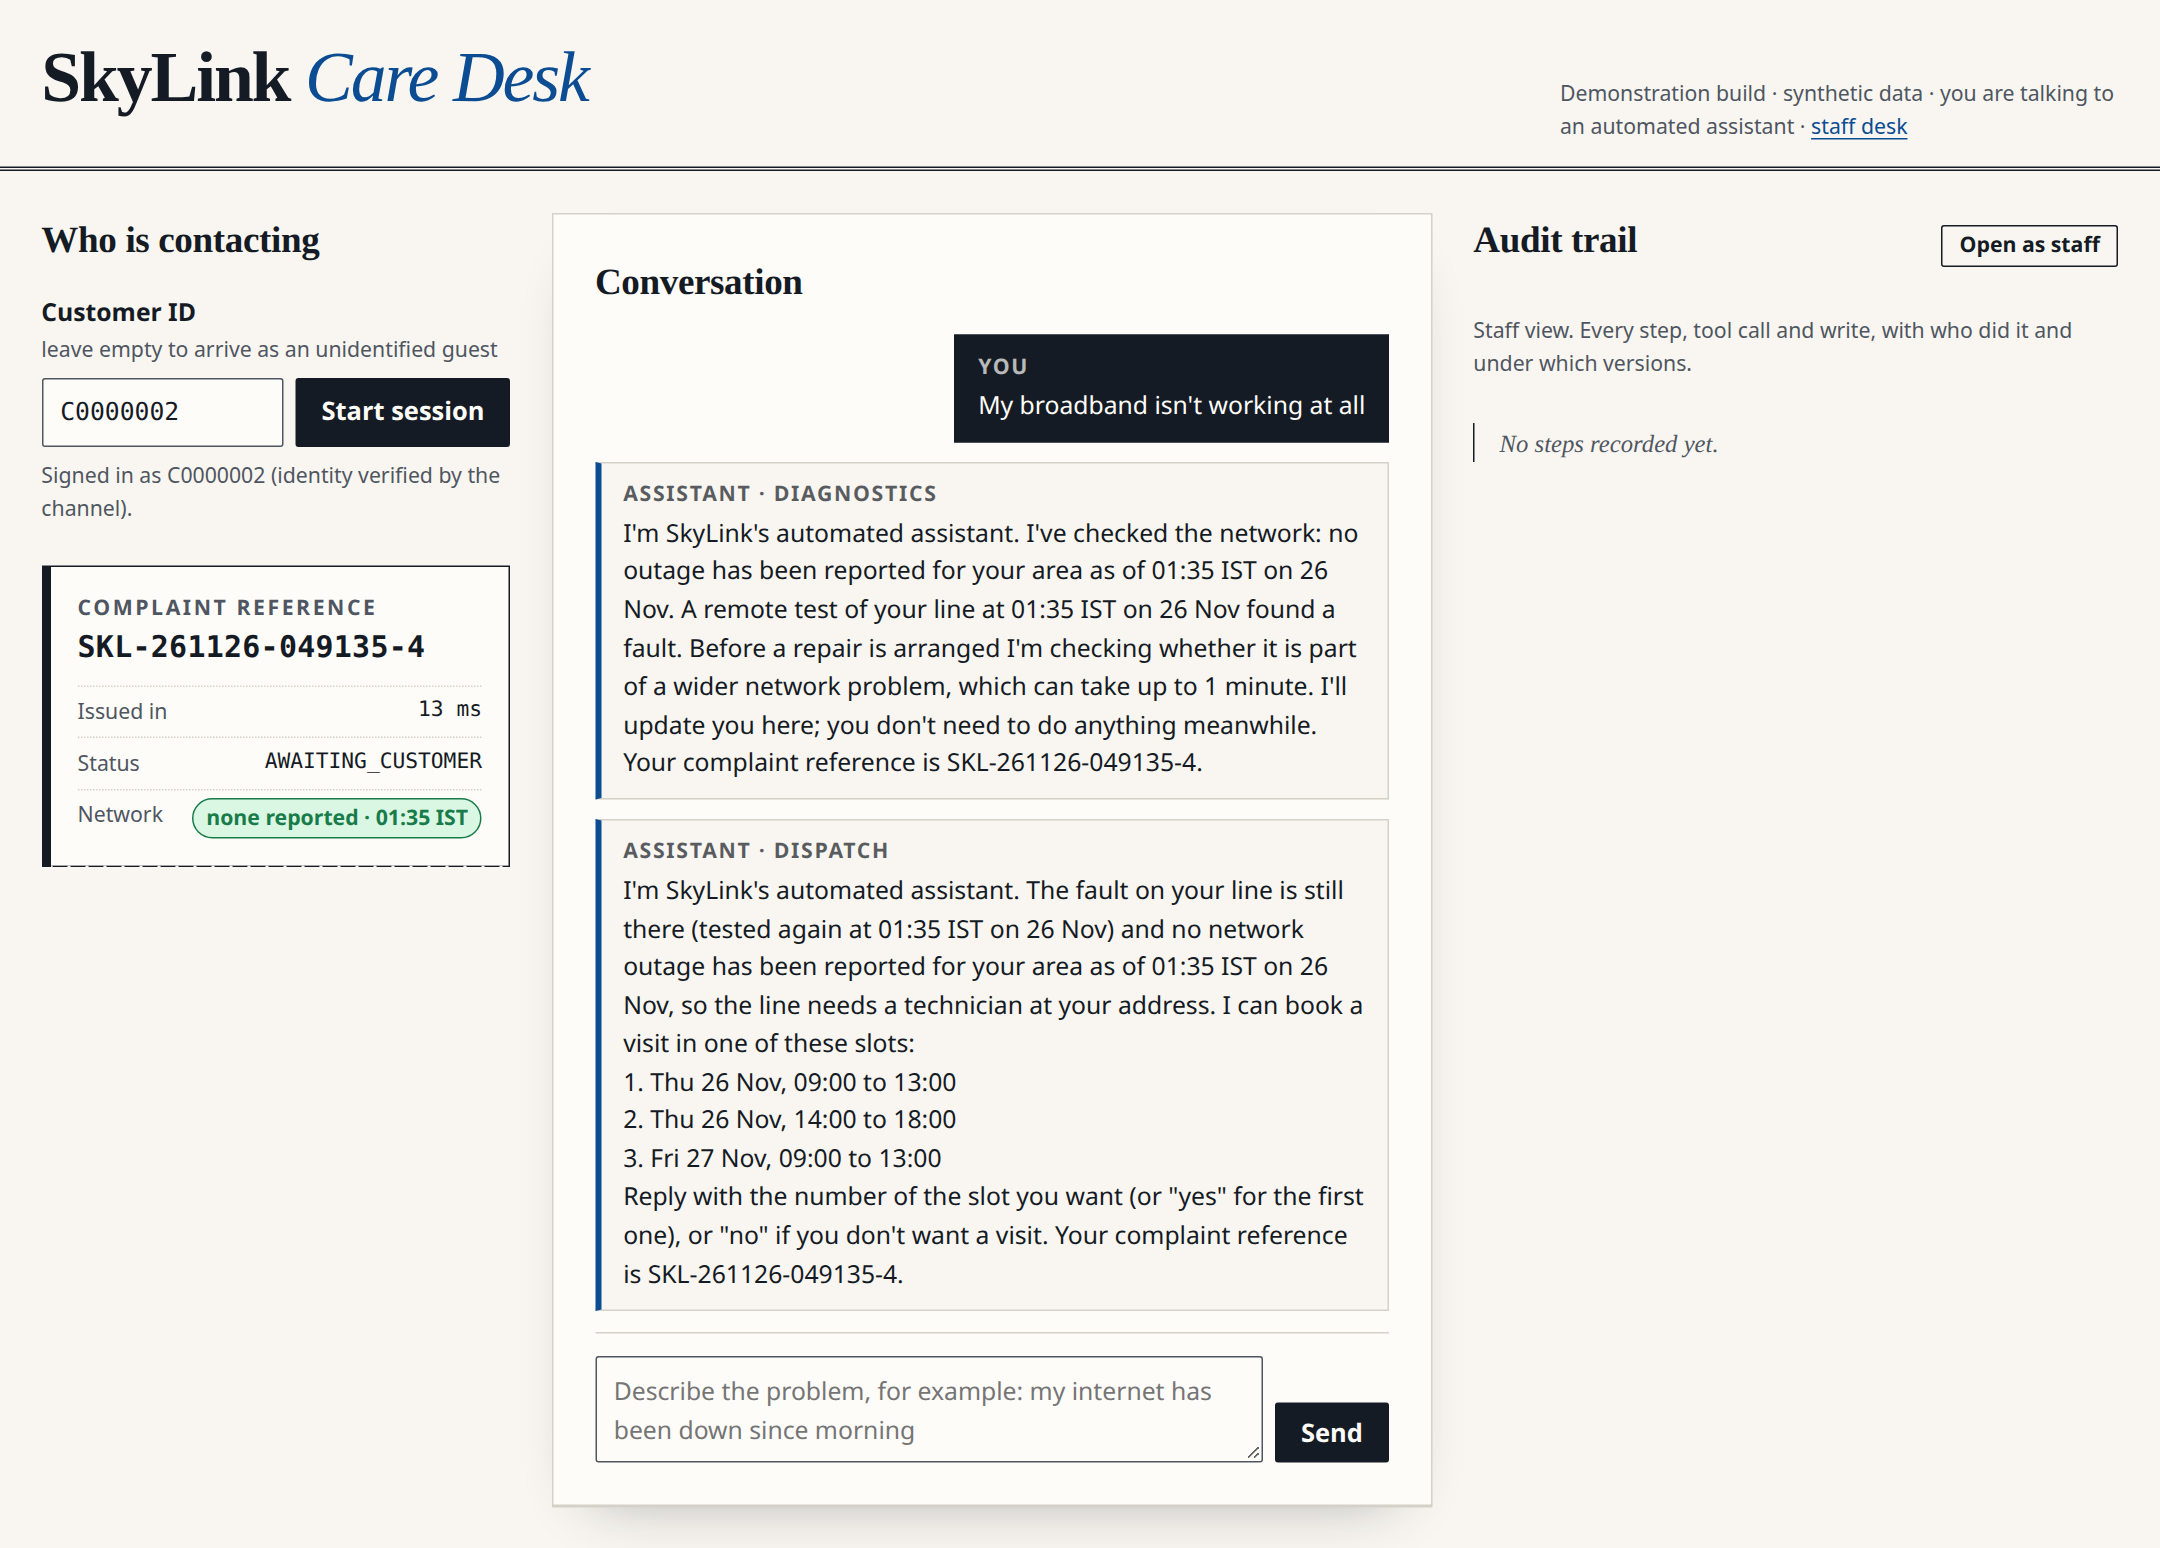 SkyLink Care Desk
Demonstration build · synthetic data · you are talking to
an automated assistant · staff desk
Who is contacting
Customer ID
leave empty to arrive as an unidentified guest
C0000002
Start session
Signed in as C0000002 (identity verified by the
channel).
COMPLAINT REFERENCE
SKL-261126-049135-4
Issued in 13 ms
Status AWAITING_CUSTOMER
Network none reported · 01:35 IST
Conversation
YOU
My broadband isn't working at all
ASSISTANT · DIAGNOSTICS
I'm SkyLink's automated assistant. I've checked the network: no
outage has been reported for your area as of 01:35 IST on 26
Nov. A remote test of your line at 01:35 IST on 26 Nov found a
fault. Before a repair is arranged I'm checking whether it is part
of a wider network problem, which can take up to 1 minute. I'll
update you here; you don't need to do anything meanwhile.
Your complaint reference is SKL-261126-049135-4.
ASSISTANT · DISPATCH
I'm SkyLink's automated assistant. The fault on your line is still
there (tested again at 01:35 IST on 26 Nov) and no network
outage has been reported for your area as of 01:35 IST on 26
Nov, so the line needs a technician at your address. I can book a
visit in one of these slots:
1. Thu 26 Nov, 09:00 to 13:00
2. Thu 26 Nov, 14:00 to 18:00
3. Fri 27 Nov, 09:00 to 13:00
Reply with the number of the slot you want (or "yes" for the first
one), or "no" if you don't want a visit. Your complaint reference
is SKL-261126-049135-4.
Describe the problem, for example: my internet has
been down since morning
Send
Audit trail
Open as staff
Staff view. Every step, tool call and write, with who did it and
under which versions.
No steps recorded yet.